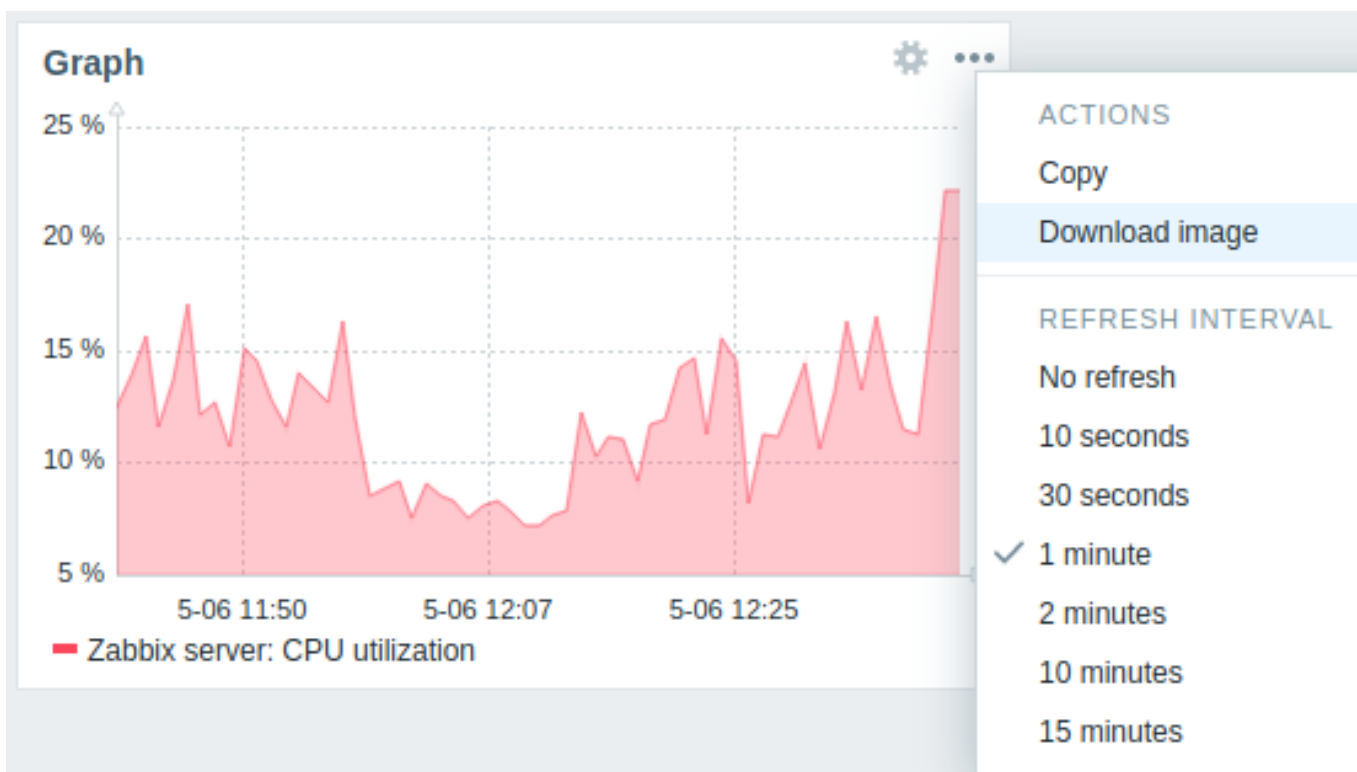 Graph
25 %
20 %
15 %
10 %
5 %
5-06 11:50 5-06 12:07 5-06 12:25
Zabbix server: CPU utilization
ACTIONS
Copy
Download image
REFRESH INTERVAL
No refresh
10 seconds
30 seconds
1 minute
2 minutes
10 minutes
15 minutes